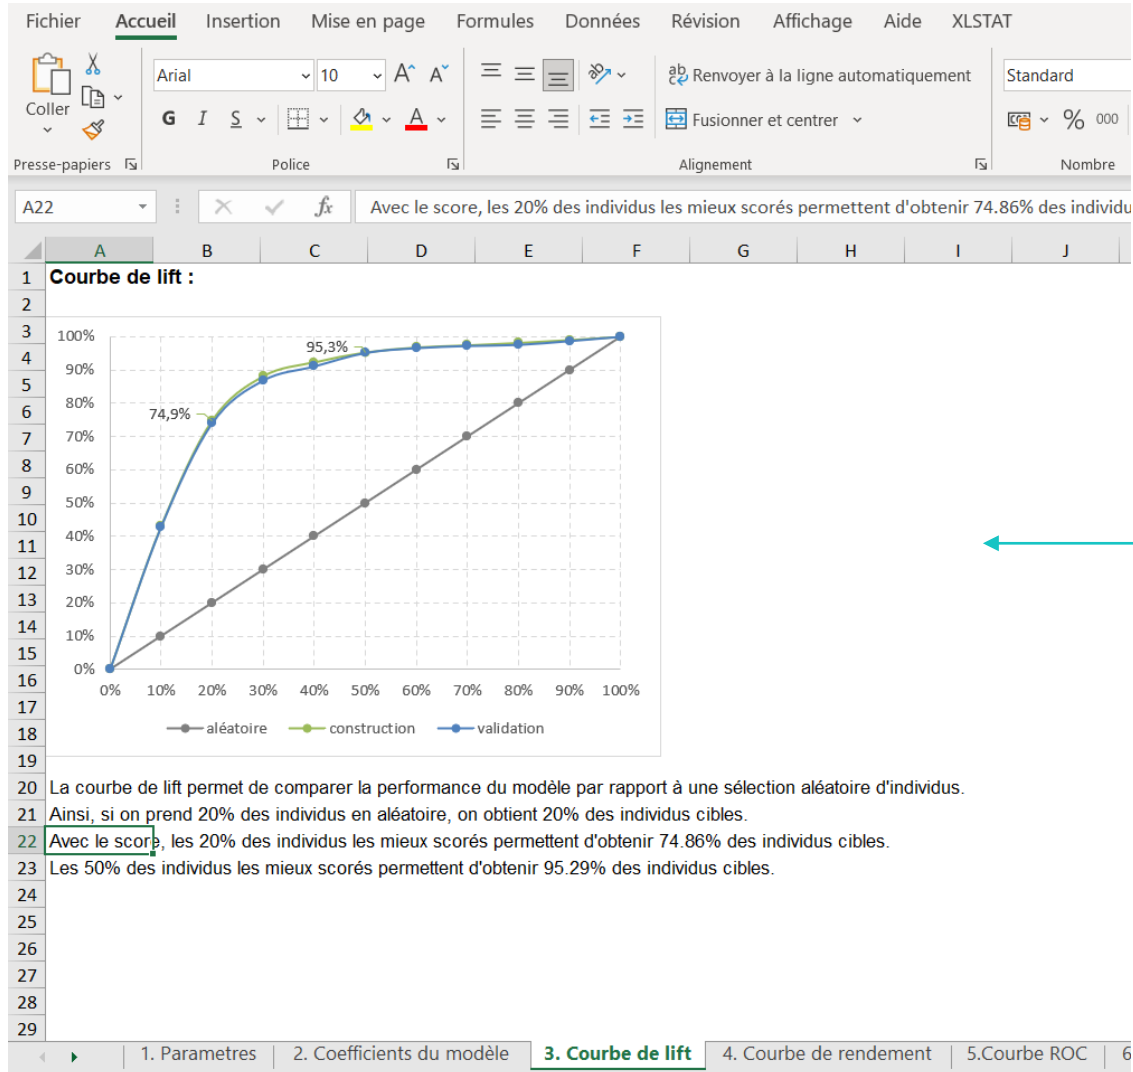 Fichier Accueil Insertion Mise en page Formules Données Révision Affichage Aide XLSTAT
Coller
Arial 10 A^ A˅
G I S A
ab Renvoyer à la ligne automatiquement
Fusionner et centrer
Standard
% 000
Presse-papiers Police Alignement Nombre
A22 fx Avec le score, les 20% des individus les mieux scorés permettent d'obtenir 74.86% des individu
A B C D E F G H I J
1 Courbe de lift :
2
3 100%
95,3%
4 90%
5
6 80% 74,9%
7 70%
8 60%
9 50%
10
11 40%
12 30%
13 20%
14 10%
15
16 0%
0% 10% 20% 30% 40% 50% 60% 70% 80% 90% 100%
17
18 aléatoire construction validation
19
20 La courbe de lift permet de comparer la performance du modèle par rapport à une sélection aléatoire d'individus.
21 Ainsi, si on prend 20% des individus en aléatoire, on obtient 20% des individus cibles.
22 Avec le score, les 20% des individus les mieux scorés permettent d'obtenir 74.86% des individus cibles.
23 Les 50% des individus les mieux scorés permettent d'obtenir 95.29% des individus cibles.
24
25
26
27
28
29
1. Parametres 2. Coefficients du modèle 3. Courbe de lift 4. Courbe de rendement 5.Courbe ROC 6